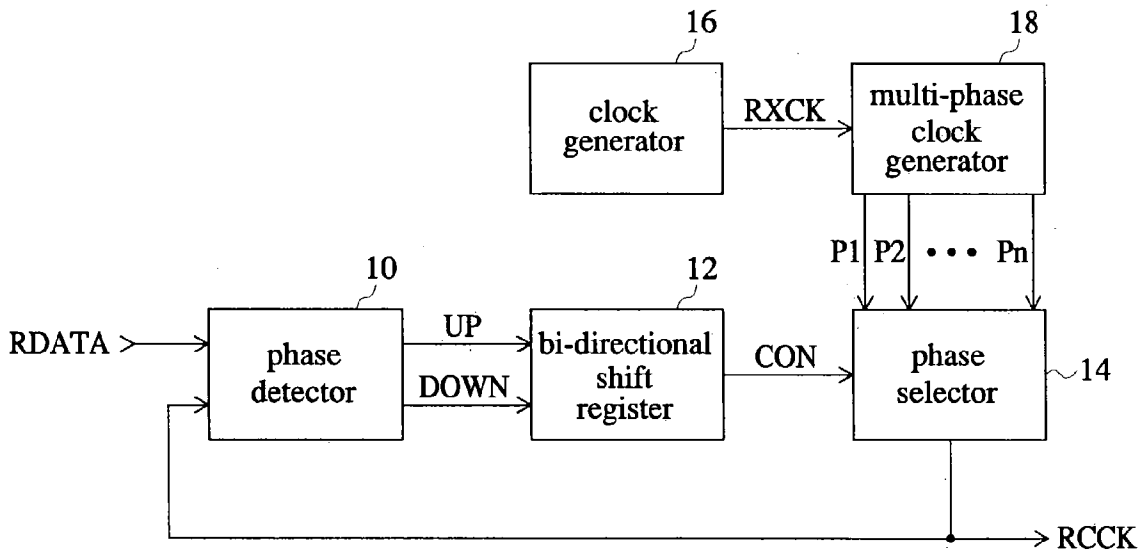 16
18
clock
generator
RXCK
multi-phase
clock
generator
P1 P2 • • • Pn
10
12
RDATA
phase
detector
UP
DOWN
bi-directional
shift
register
CON
phase
selector
14
RCCK